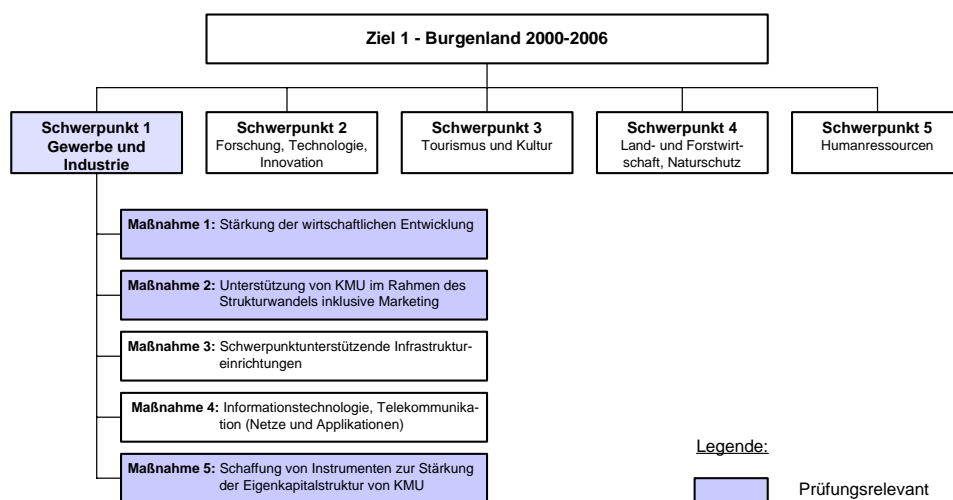 Ziel 1 - Burgenland 2000-2006
Schwerpunkt 1
Gewerbe und
Industrie
Schwerpunkt 2
Forschung, Technologie,
Innovation
Schwerpunkt 3
Tourismus und Kultur
Schwerpunkt 4
Land- und Forstwirt-
schaft, Naturschutz
Schwerpunkt 5
Humanressourcen
Maßnahme 1: Stärkung der wirtschaftlichen Entwicklung
Maßnahme 2: Unterstützung von KMU im Rahmen des
Strukturwandels inklusive Marketing
Maßnahme 3: Schwerpunktunterstützende Infrastruktur-
einrichtungen
Maßnahme 4: Informationstechnologie, Telekommunika-
tion (Netze und Applikationen)
Maßnahme 5: Schaffung von Instrumenten zur Stärkung
der Eigenkapitalstruktur von KMU
Legende:
Prüfungsrelevant